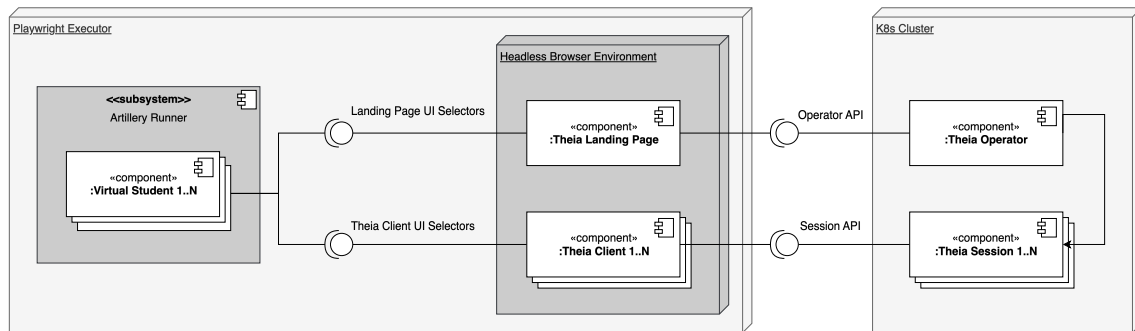 Playwright Executor
K8s Cluster
Headless Browser Environment
<<subsystem>>
Artillery Runner
«component»
:Virtual Student 1..N
Landing Page UI Selectors
«component»
:Theia Landing Page
Operator API
«component»
:Theia Operator
Theia Client UI Selectors
«component»
:Theia Client 1..N
Session API
«component»
:Theia Session 1..N